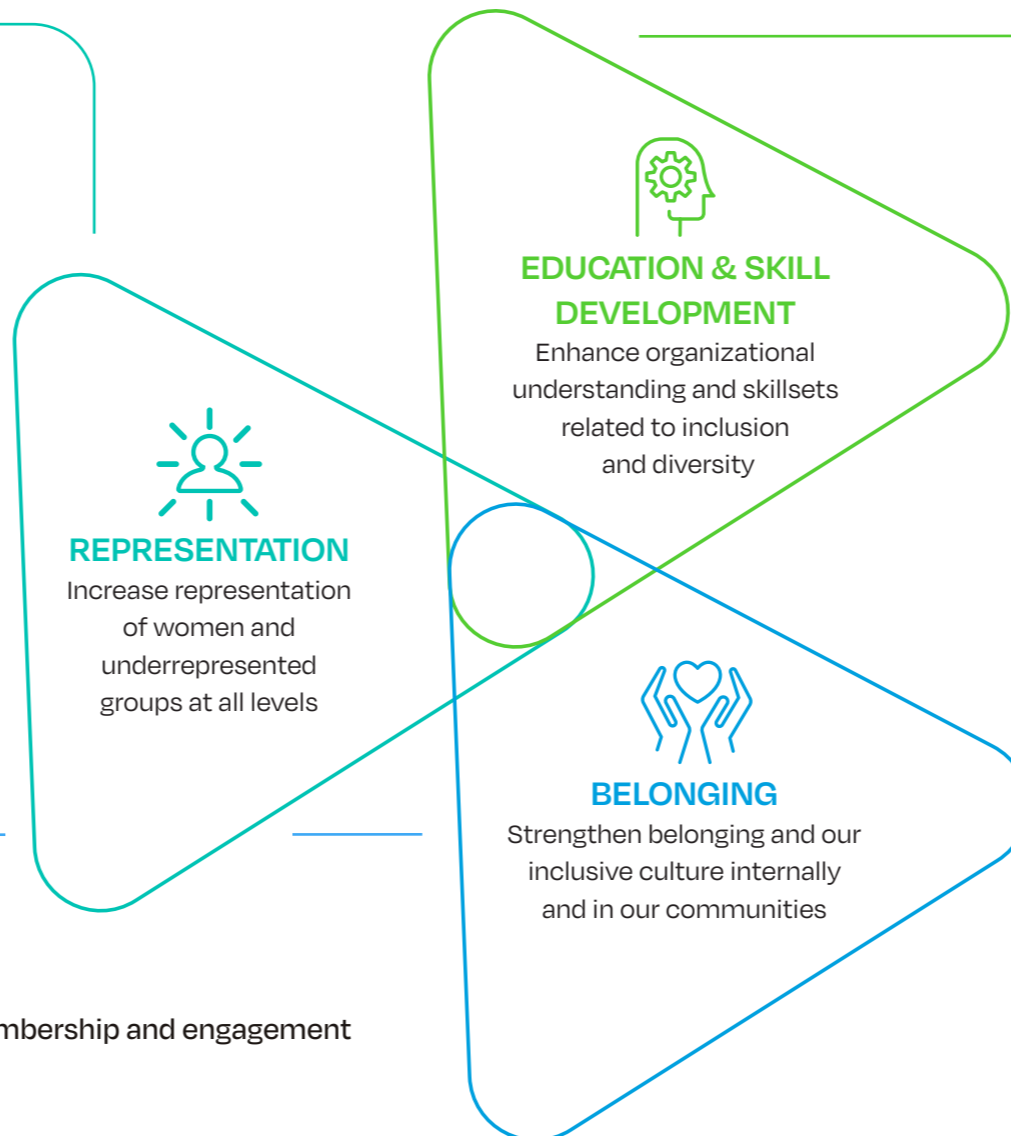 EDUCATION & SKILL
DEVELOPMENT
Enhance organizational
understanding and skillsets
related to inclusion
and diversity
REPRESENTATION
Increase representation
of women and
underrepresented
groups at all levels
BELONGING
Strengthen belonging and our
inclusive culture internally
and in our communities
and engagement